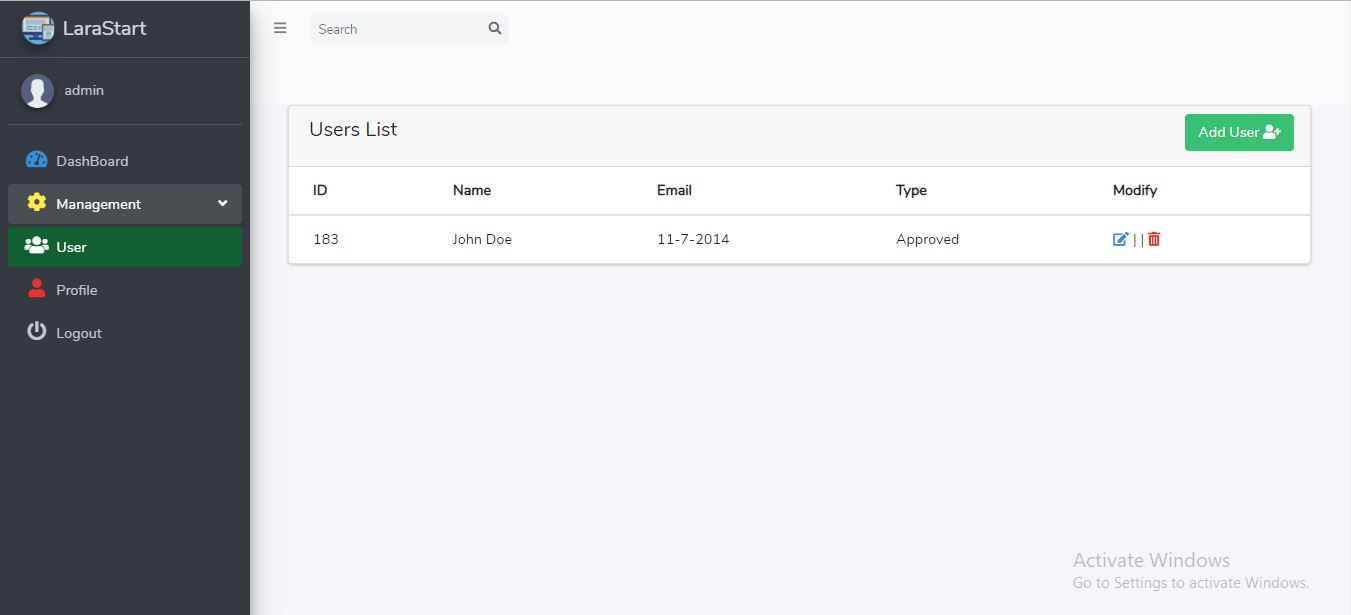 LaraStart
Search
admin
Users List
Add User
DashBoard
Management
User
Profile
Logout
ID Name Email Type Modify
183 John Doe 11-7-2014 Approved | |
Activate Windows
Go to Settings to activate Windows.